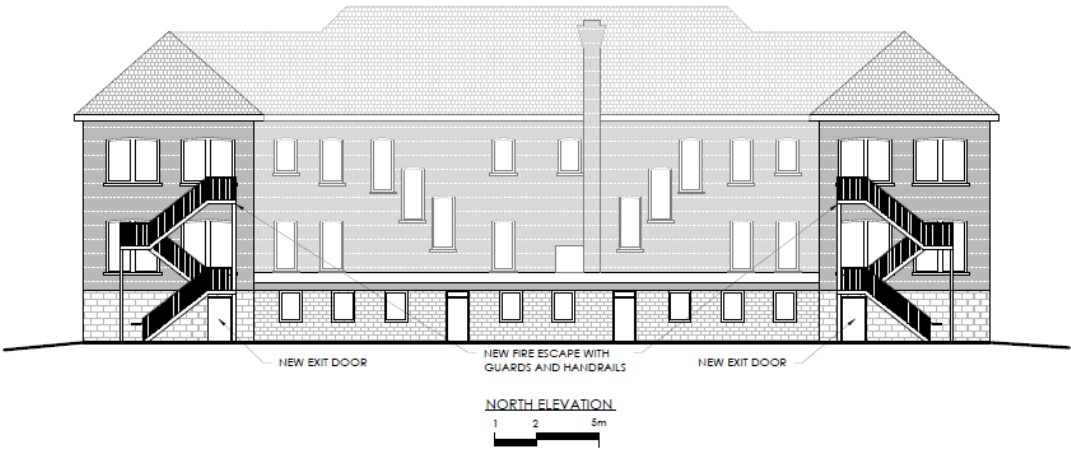 NEW EXIT DOOR
NEW FIRE ESCAPE WITH
GUARDS AND HANDRAILS
NEW EXIT DOOR
NORTH ELEVATION
1 2 5m